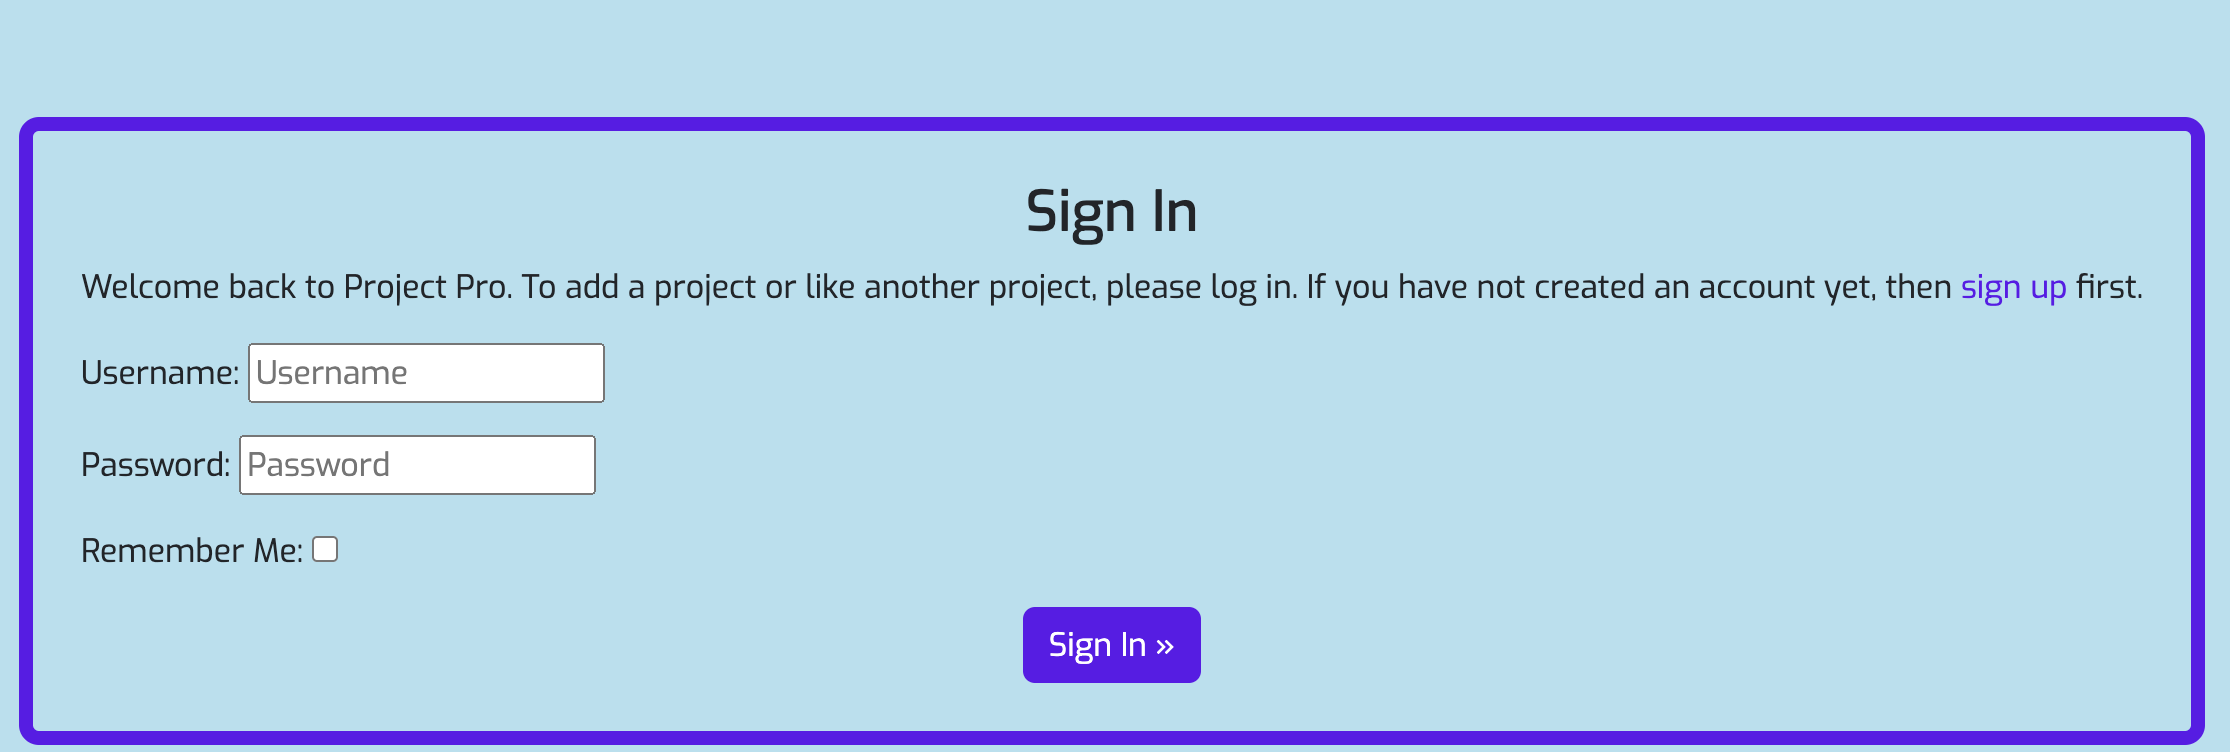 Sign In
Welcome back to Project Pro. To add a project or like another project, please log in. If you have not created an account yet, then sign up first.
Username: Username
Password: Password
Remember Me:
Sign In »